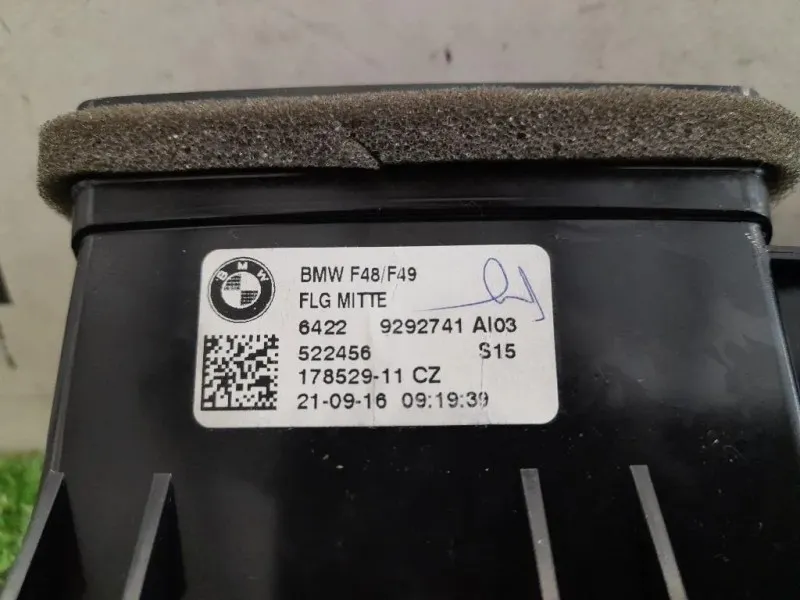 BMW
BMW F48/F49
FLG MITTE
6422 9292741 AI03
522456 S15
178529-11 CZ
21-09-16 09:19:39